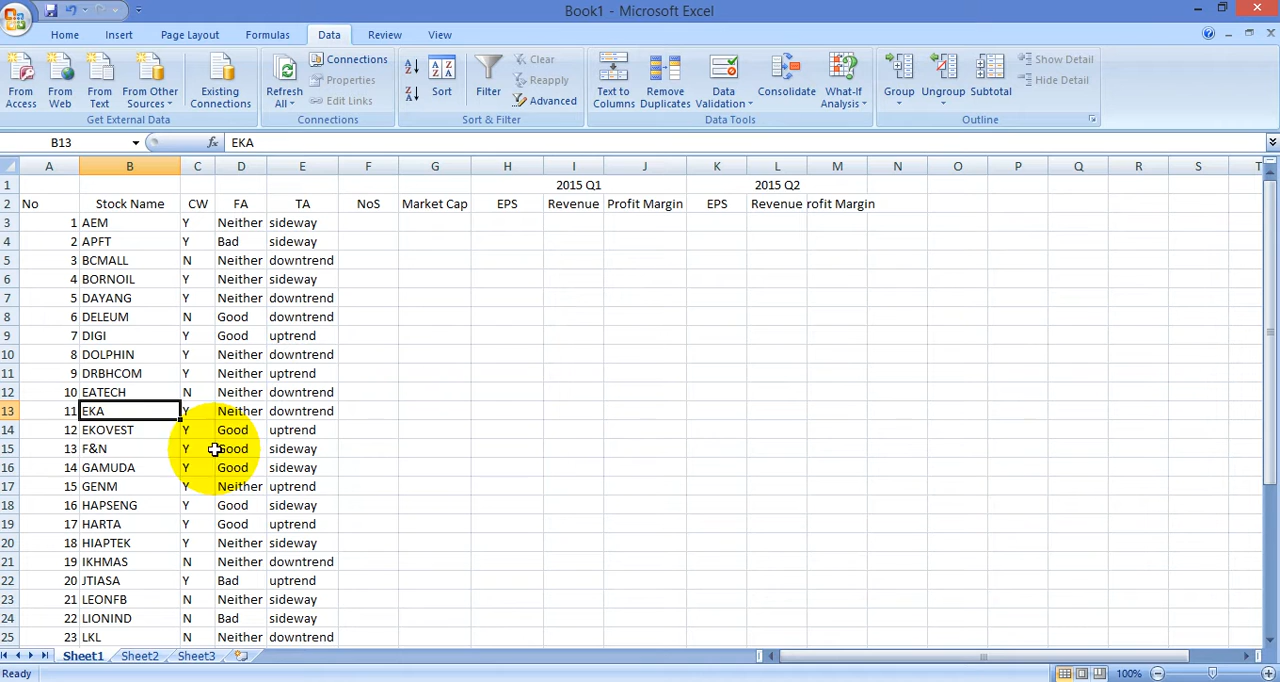 Book1 - Microsoft Excel
Home Insert Page Layout Formulas Data Review View
Connections Clear Show Detail
Properties Reapply Hide Detail
From Access From Web From Text From Other Sources Existing Connections Refresh All Edit Links Sort Filter Advanced Text to Columns Remove Duplicates Data Validation Consolidate What-If Analysis Group Ungroup Subtotal
Get External Data Connections Sort & Filter Data Tools Outline
B13 fx EKA
A B C D E F G H I J K L M N O P Q R S T
1 2015 Q1 2015 Q2
2 No Stock Name CW FA TA NoS Market Cap EPS Revenue Profit Margin EPS Revenue rofit Margin
3 1 AEM Y Neither sideway
4 2 APFT Y Bad sideway
5 3 BCMALL N Neither downtrend
6 4 BORNOIL Y Neither sideway
7 5 DAYANG Y Neither downtrend
8 6 DELEUM N Good downtrend
9 7 DIGI Y Good uptrend
10 8 DOLPHIN Y Neither downtrend
11 9 DRBHCOM Y Neither uptrend
12 10 EATECH N Neither downtrend
13 11 EKA Y Neither downtrend
14 12 EKOVEST Y Good uptrend
15 13 F&N Y Good sideway
16 14 GAMUDA Y Good sideway
17 15 GENM Y Neither uptrend
18 16 HAPSENG Y Good sideway
19 17 HARTA Y Good uptrend
20 18 HIAPTEK Y Neither sideway
21 19 IKHMAS N Neither downtrend
22 20 JTIASA Y Bad uptrend
23 21 LEONFB N Neither sideway
24 22 LIONIND N Bad sideway
25 23 LKL N Neither downtrend
Sheet1 Sheet2 Sheet3
Ready 100%